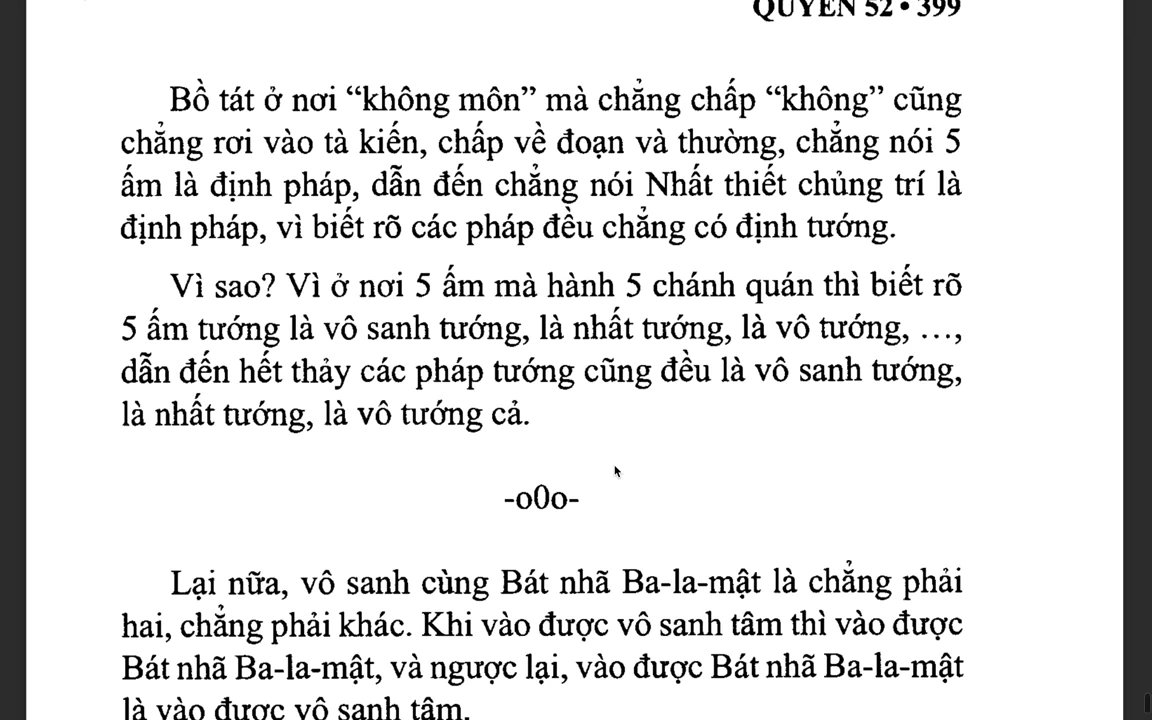 QUYỂN 52 • 399
Bồ tát ở nơi “không môn” mà chẳng chấp “không” cũng
chẳng rơi vào tà kiến, chấp về đoạn và thường, chẳng nói 5
ấm là định pháp, dẫn đến chẳng nói Nhất thiết chủng trí là
định pháp, vì biết rõ các pháp đều chẳng có định tướng.
Vì sao? Vì ở nơi 5 ấm mà hành 5 chánh quán thì biết rõ
5 ấm tướng là vô sanh tướng, là nhất tướng, là vô tướng, …,
dẫn đến hết thảy các pháp tướng cũng đều là vô sanh tướng,
là nhất tướng, là vô tướng cả.
-o0o-
Lại nữa, vô sanh cùng Bát nhã Ba-la-mật là chẳng phải
hai, chẳng phải khác. Khi vào được vô sanh tâm thì vào được
Bát nhã Ba-la-mật, và ngược lại, vào được Bát nhã Ba-la-mật
là vào được vô sanh tâm.